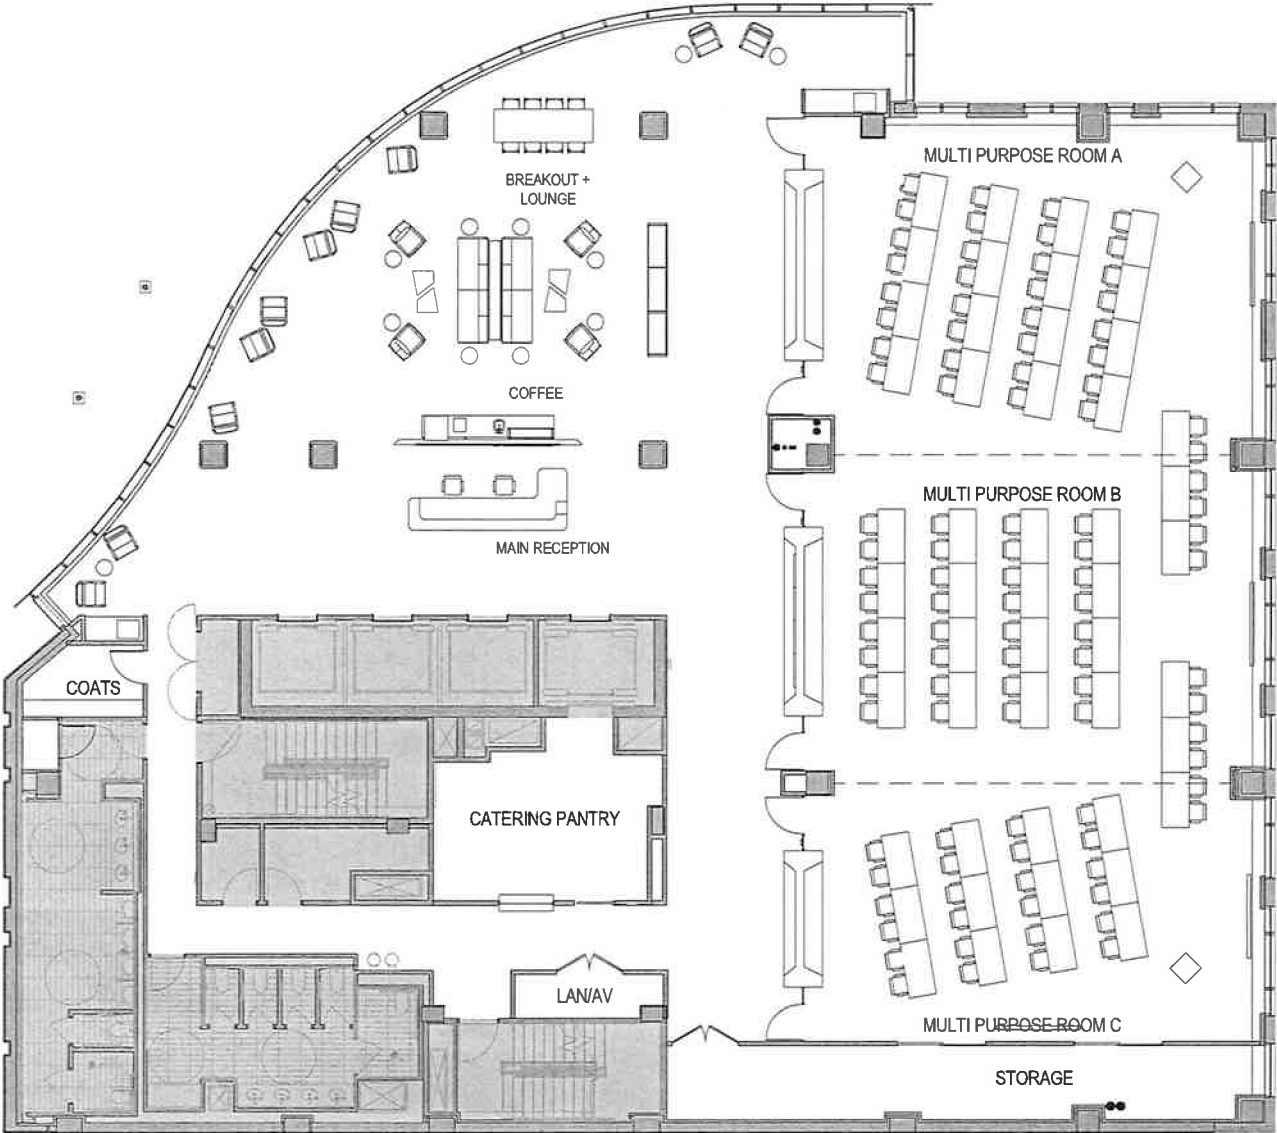 MULTI PURPOSE ROOM A
BREAKOUT +
LOUNGE
COFFEE
MULTI PURPOSE ROOM B
MAIN RECEPTION
COATS
CATERING PANTRY
LAN/AV
MULTI PURPOSE ROOM C
STORAGE